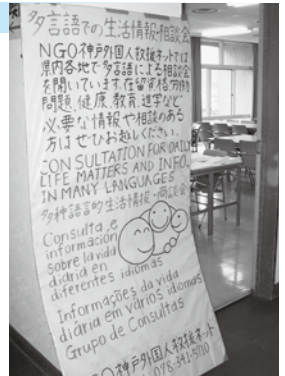 多言語での生活情報・相談会
NGO神戸外国人救援ネットでは
県内各地で多言語による相談会
を開いています。在留資格、労働
問題、健康、教育、進学など
必要な情報や相談のある
方はぜひお越しください。
CONSULTATION FOR DAILY
LIFE MATTERS AND INFO.
IN MANY LANGUAGES
多种語言的生活情报・商談会
Consulta e
información
sobre la vida
diaria en
diferentes idiomas
Informações da vida
diária em vários idiomas
Grupo de Consultas
NGO神戸外国人救援ネット